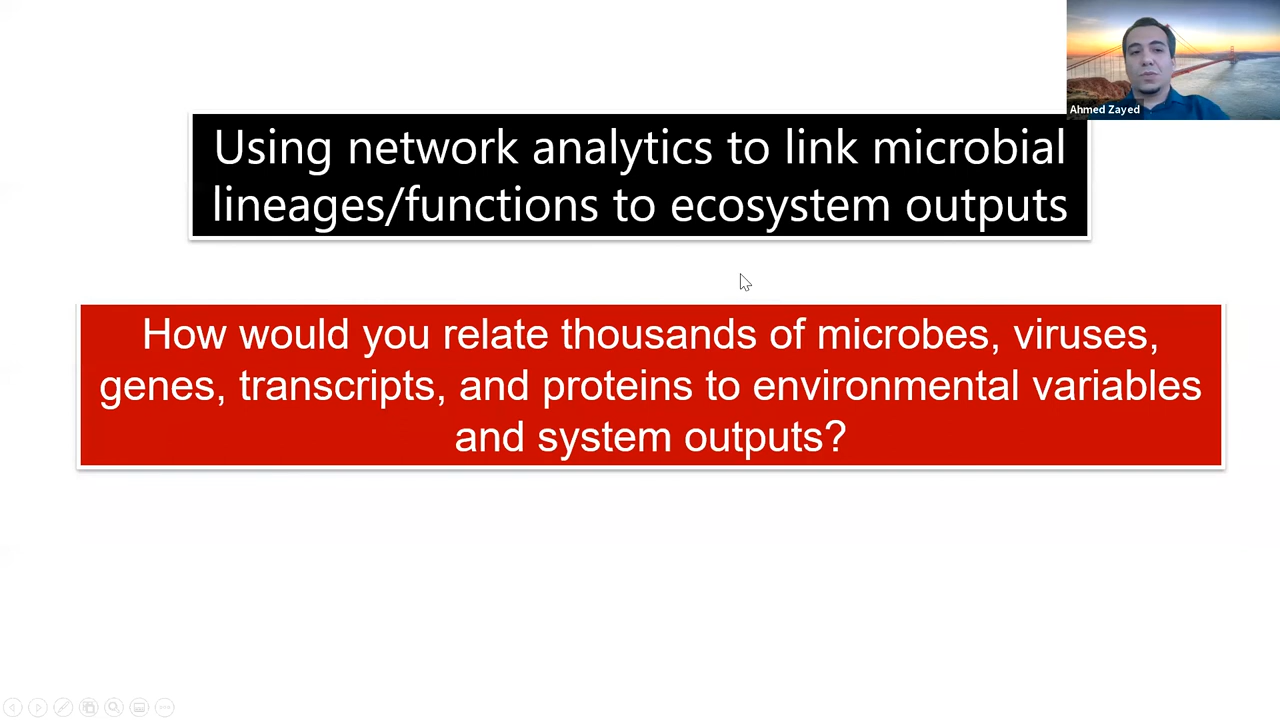 Ahmed Zayed
Using network analytics to link microbial
lineages/functions to ecosystem outputs
How would you relate thousands of microbes, viruses,
genes, transcripts, and proteins to environmental variables
and system outputs?